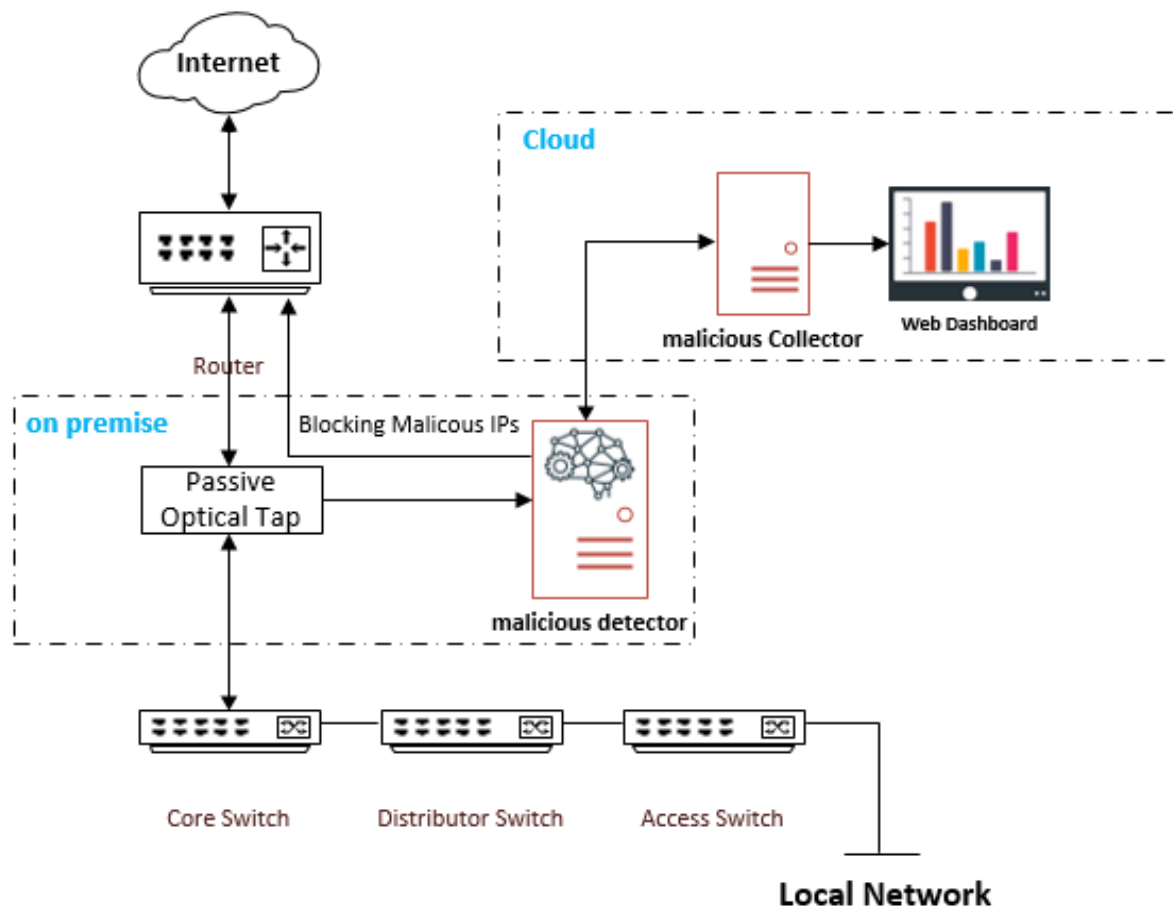 Internet
Cloud
malicious Collector
Web Dashboard
Router
on premise
Blocking Malicous IPs
Passive
Optical Tap
malicious detector
Core Switch
Distributor Switch
Access Switch
Local Network